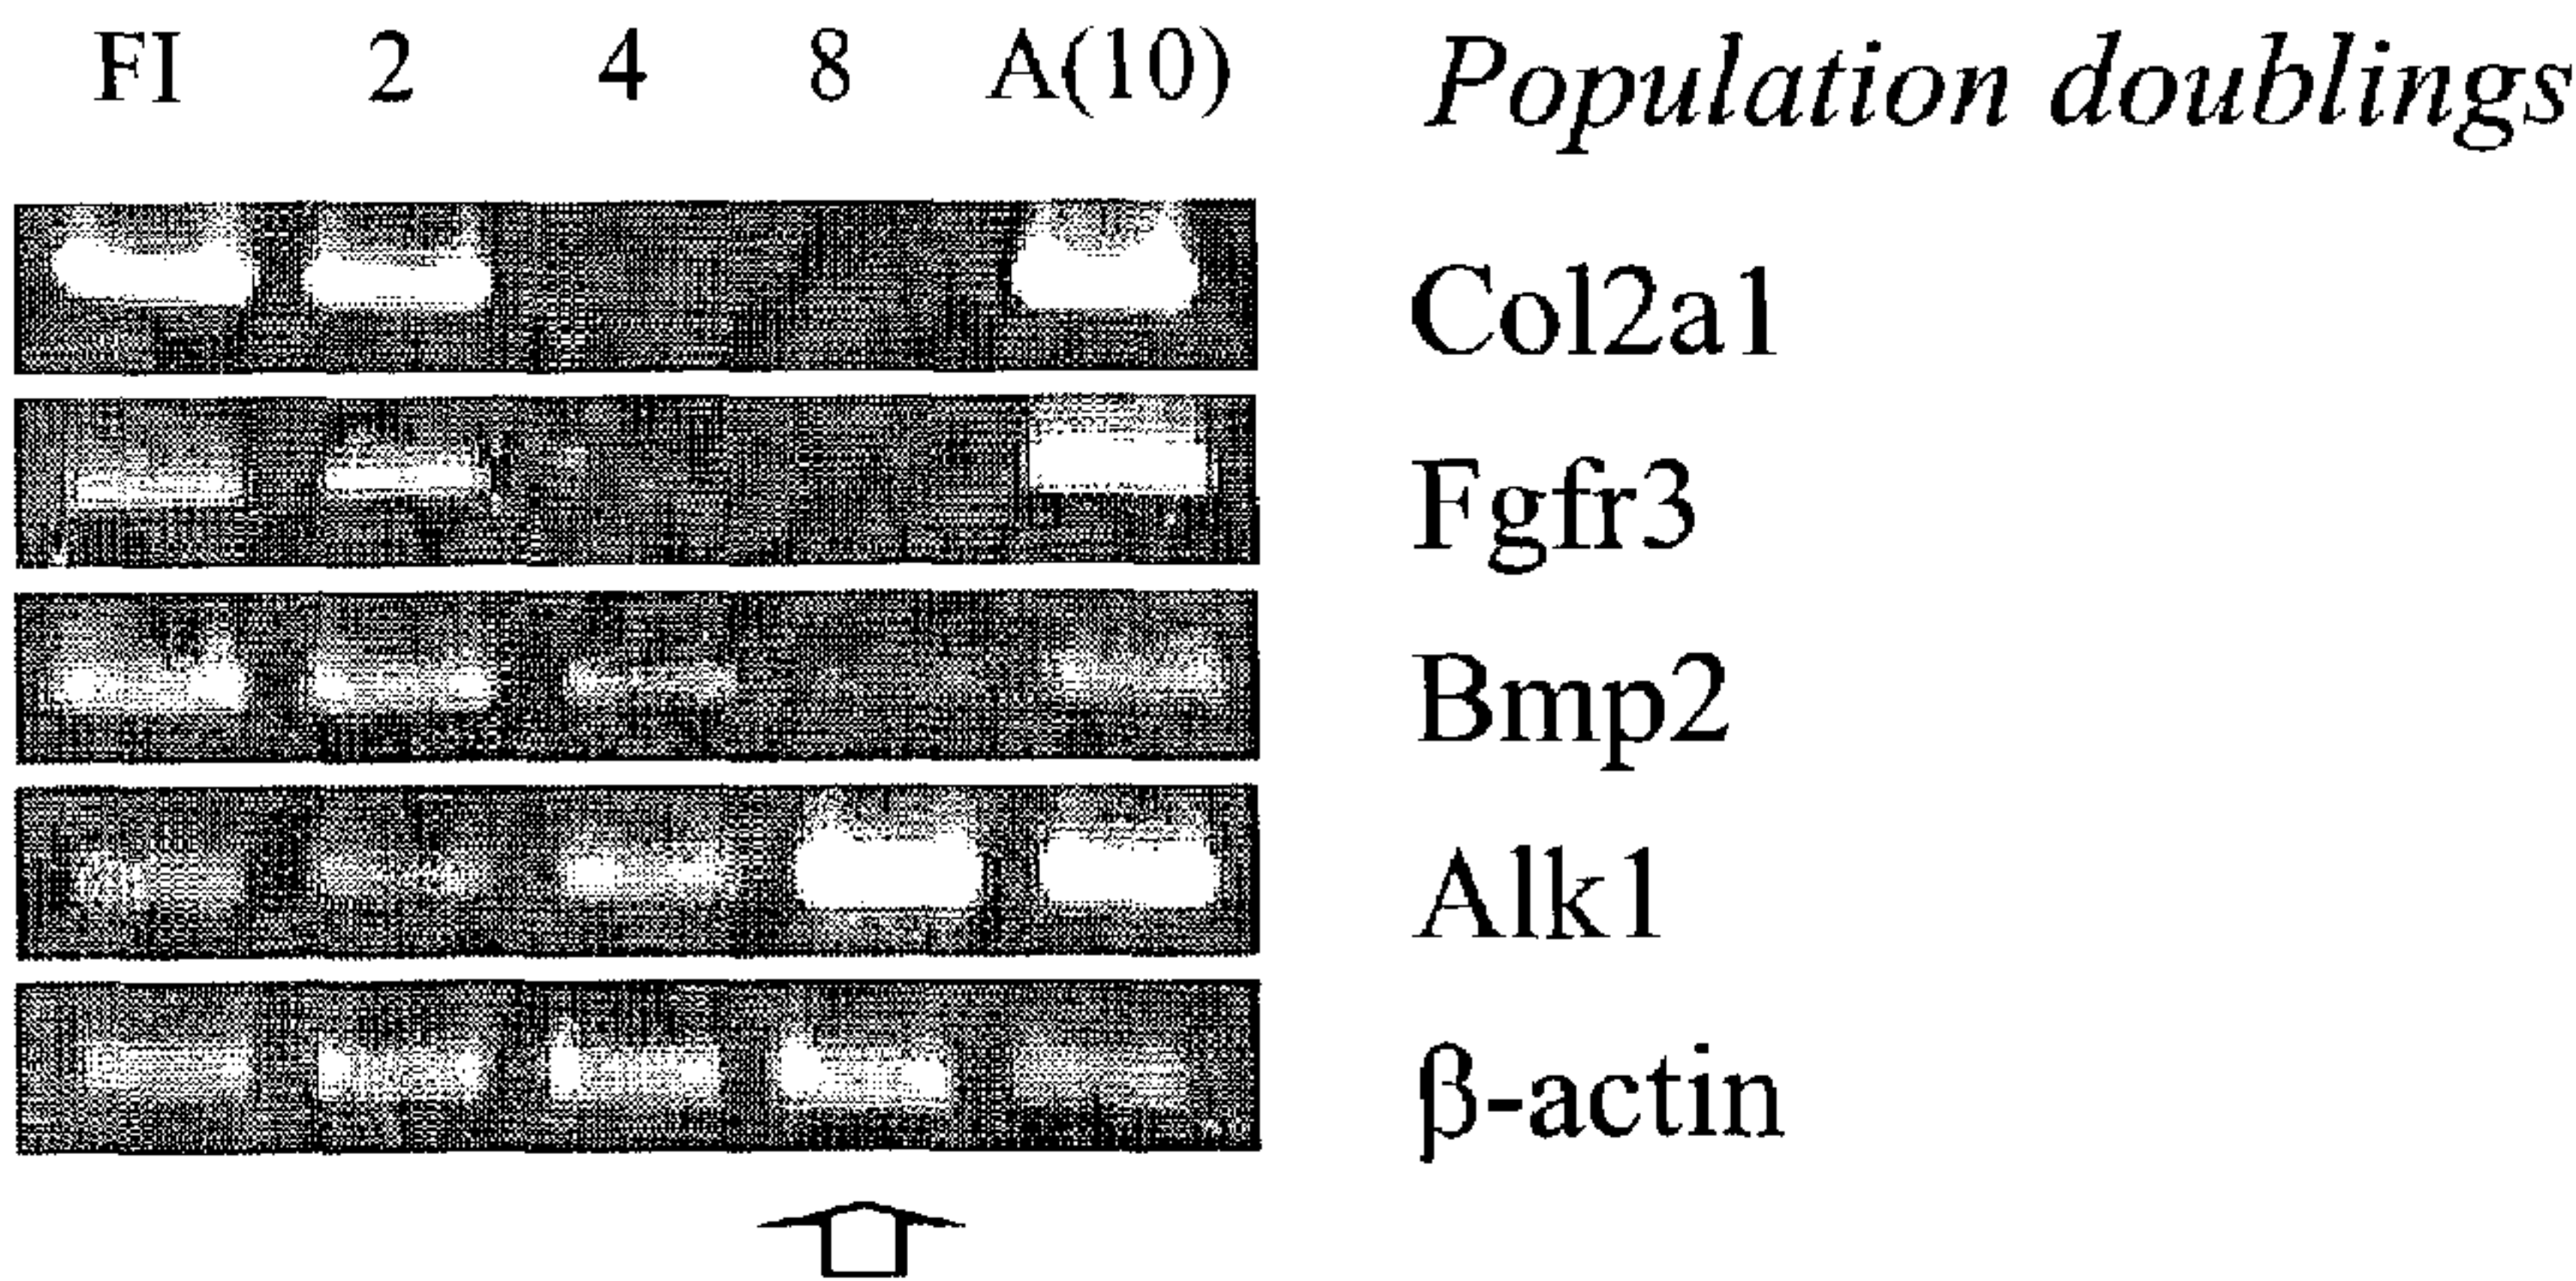 FI 2 4 8 A(10) Population doublings
Col2a1
Fgfr3
Bmp2
Alk1
β-actin